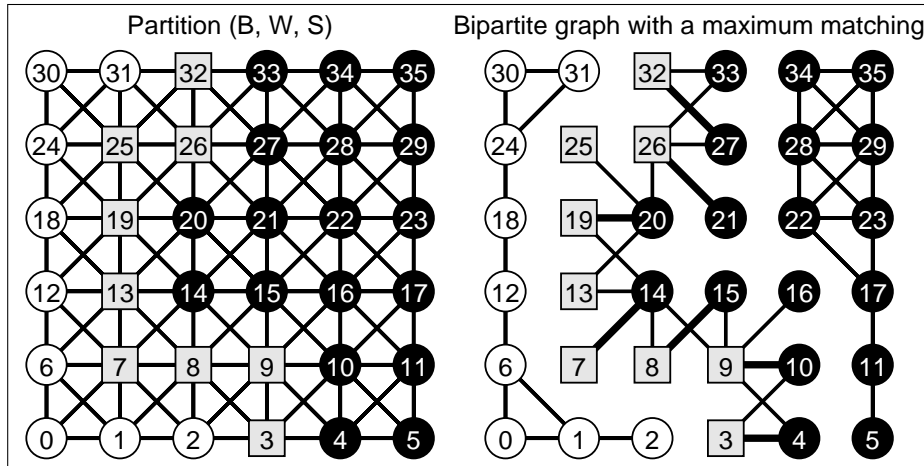 Partition (B, W, S) Bipartite graph with a maximum matching
30 31 32 33 34 35 30 31 32 33 34 35
24 25 26 27 28 29 24 25 26 27 28 29
18 19 20 21 22 23 18 19 20 21 22 23
12 13 14 15 16 17 12 13 14 15 16 17
6 7 8 9 10 11 6 7 8 9 10 11
0 1 2 3 4 5 0 1 2 3 4 5